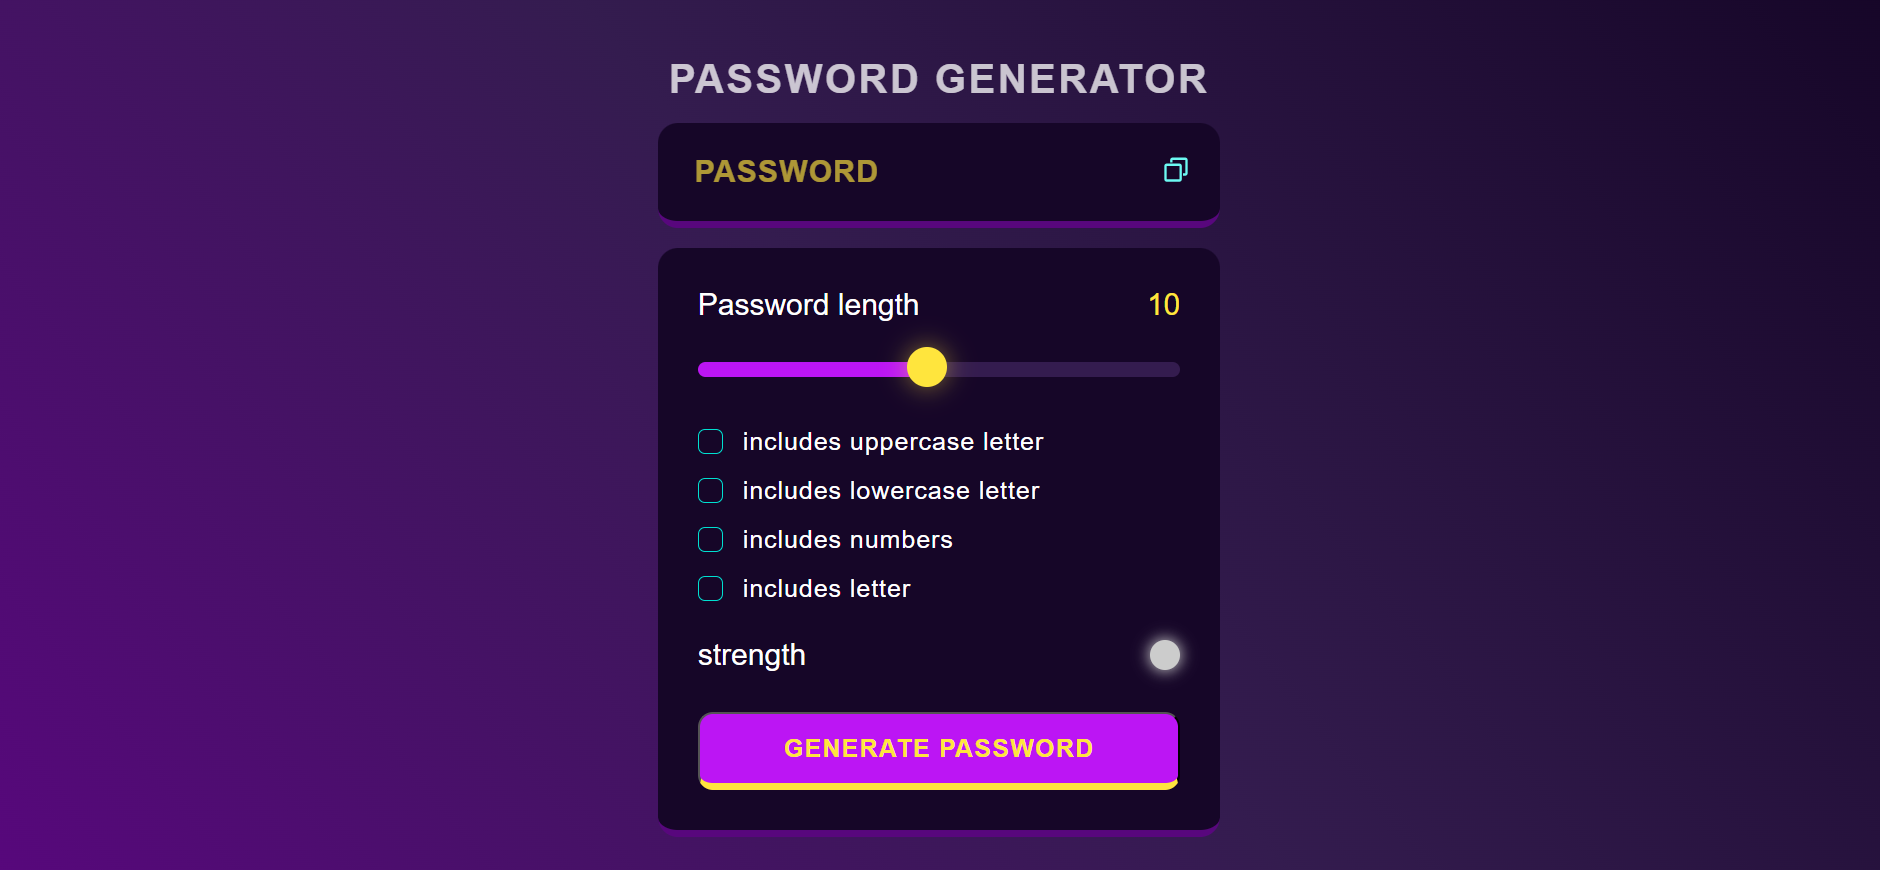 PASSWORD GENERATOR
PASSWORD
Password length 10
includes uppercase letter
includes lowercase letter
includes numbers
includes letter
strength
GENERATE PASSWORD